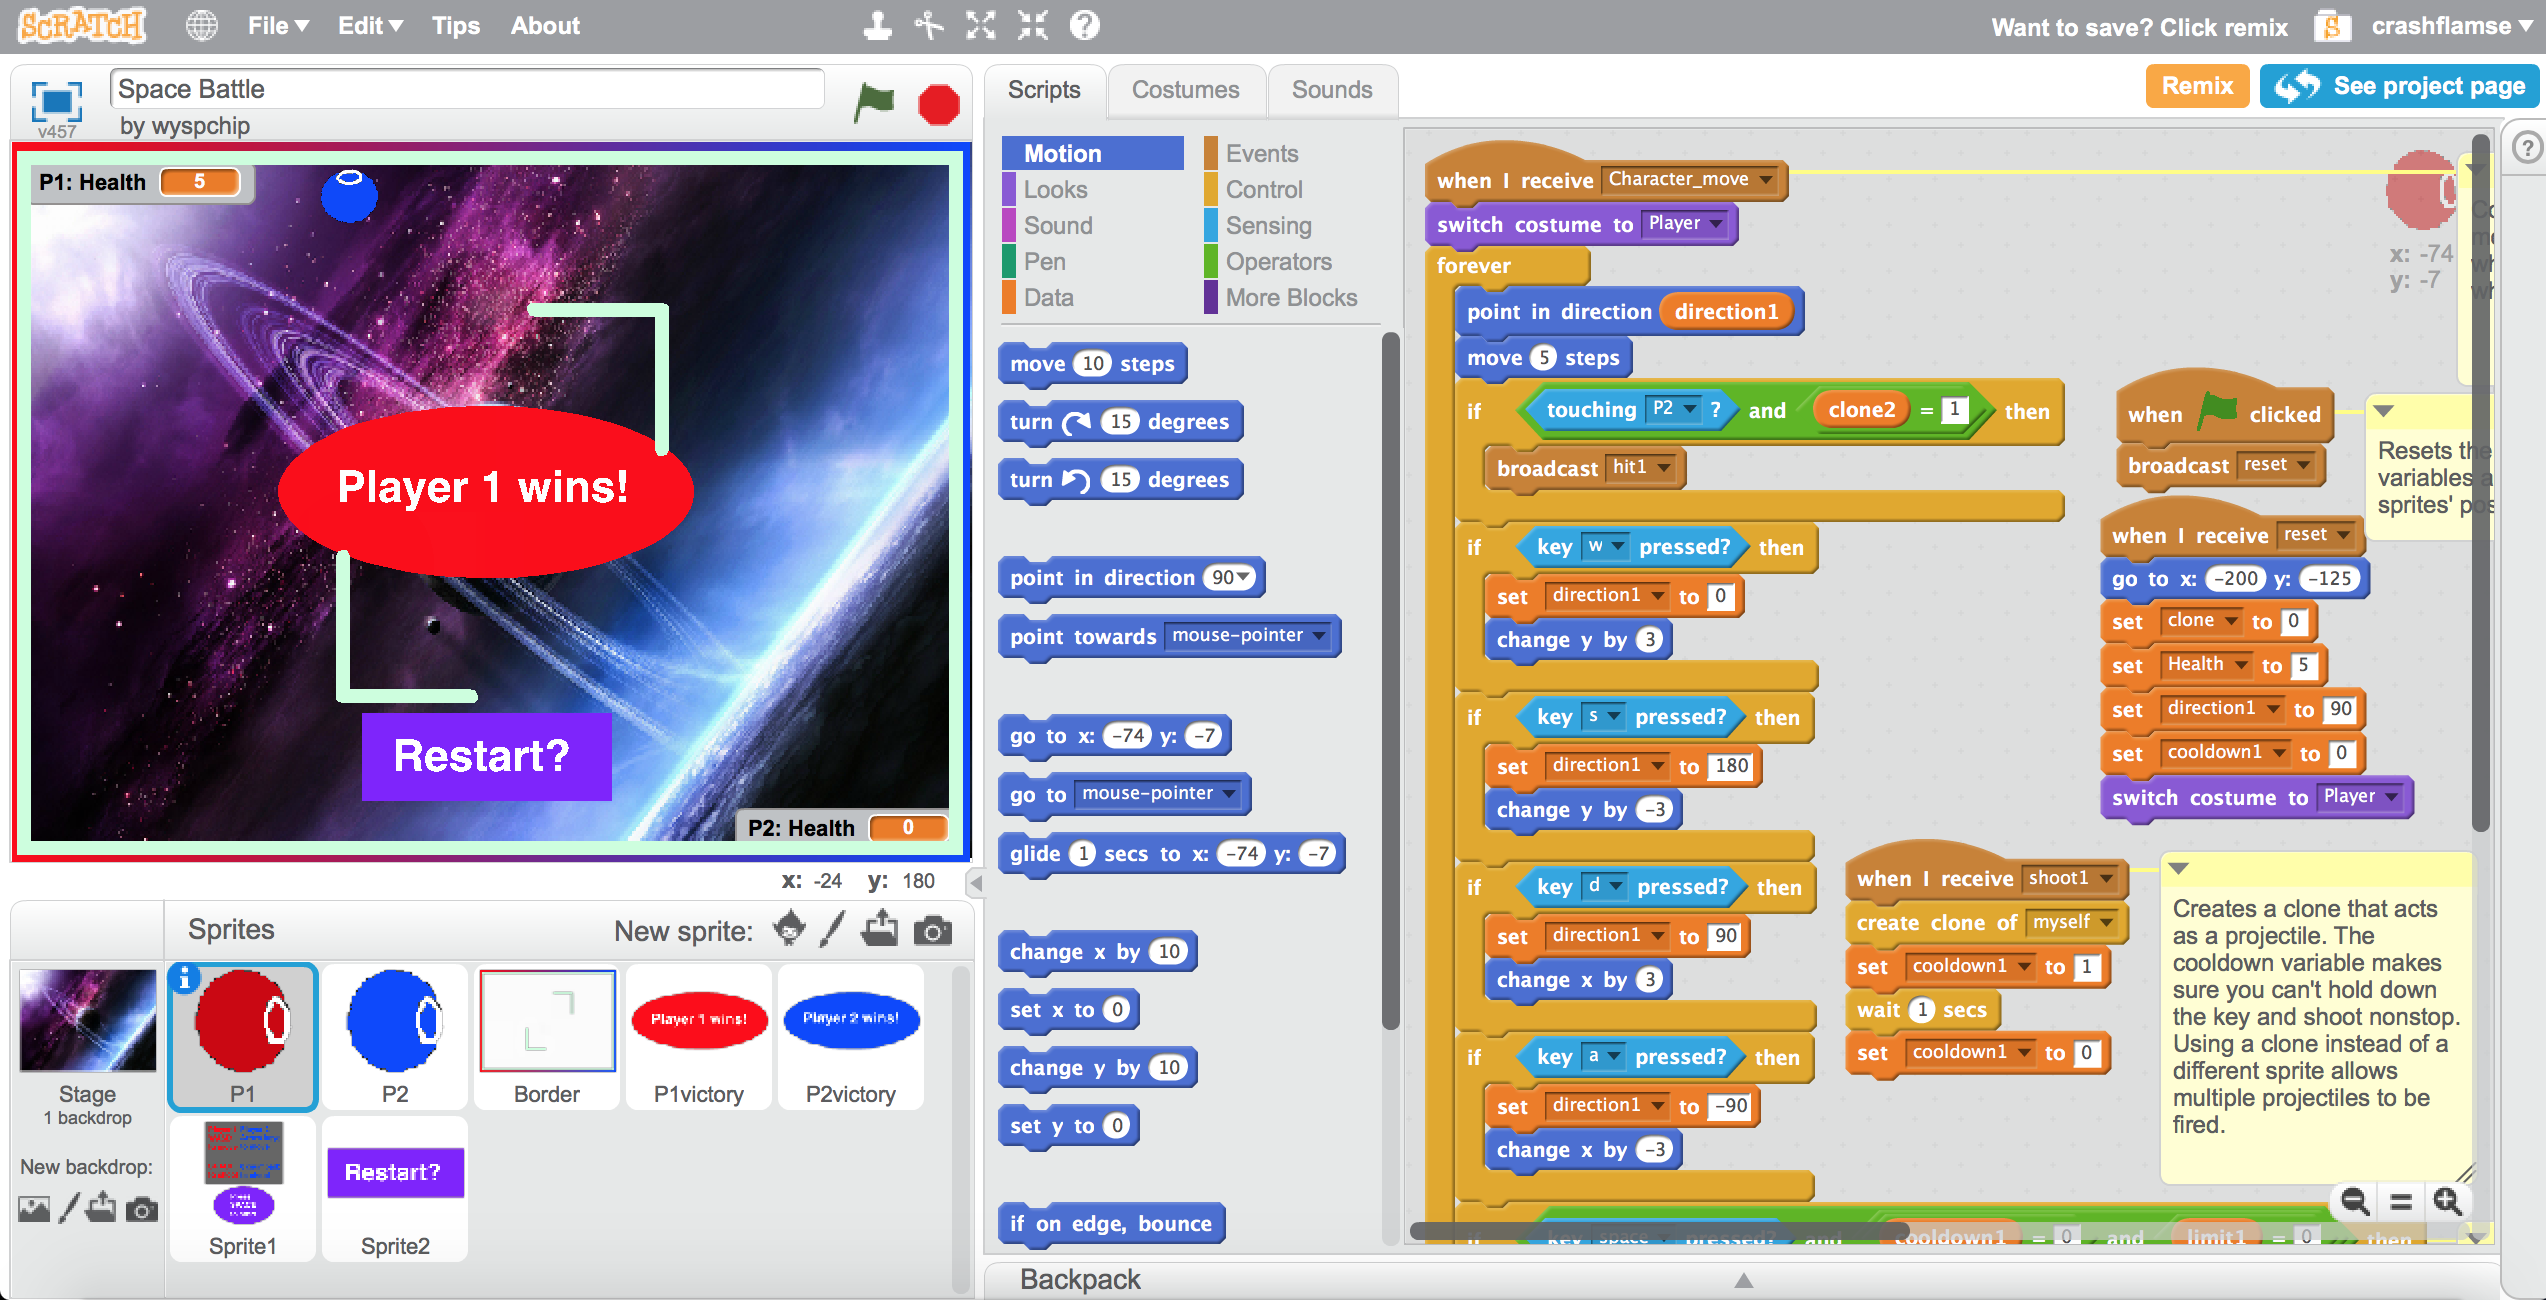 SCRATCH File Edit Tips About Want to save? Click remix crashflamse
Space Battle
by wyspchip
v457
Scripts Costumes Sounds Remix See project page
P1: Health 5
Player 1 wins!
Restart?
P2: Health 0
x: -24 y: 180
Sprites New sprite:
Stage
1 backdrop
New backdrop:
P1
P2
Border
Player 1 wins!
P1victory
Player 2 wins!
P2victory
Sprite1
Restart?
Sprite2
Motion Events
Looks Control
Sound Sensing
Pen Operators
Data More Blocks
move 10 steps
turn 15 degrees
turn 15 degrees
point in direction 90
point towards mouse-pointer
go to x: -74 y: -7
go to mouse-pointer
glide 1 secs to x: -74 y: -7
change x by 10
set x to 0
change y by 10
set y to 0
if on edge, bounce
when I receive Character_move
switch costume to Player
forever
point in direction direction1
move 5 steps
if touching P2 ? and clone2 = 1 then
broadcast hit1
if key w pressed? then
set direction1 to 0
change y by 3
if key s pressed? then
set direction1 to 180
change y by -3
if key d pressed? then
set direction1 to 90
change x by 3
if key a pressed? then
set direction1 to -90
change x by -3
if key space pressed? and cooldown1 = 0 and limit1 = 0 then
x: -74
y: -7
when clicked
broadcast reset
Resets the
variables a
sprites' pos
when I receive reset
go to x: -200 y: -125
set clone to 0
set Health to 5
set direction1 to 90
set cooldown1 to 0
switch costume to Player
when I receive shoot1
create clone of myself
set cooldown1 to 1
wait 1 secs
set cooldown1 to 0
Creates a clone that acts
as a projectile. The
cooldown variable makes
sure you can't hold down
the key and shoot nonstop.
Using a clone instead of a
different sprite allows
multiple projectiles to be
fired.
Backpack